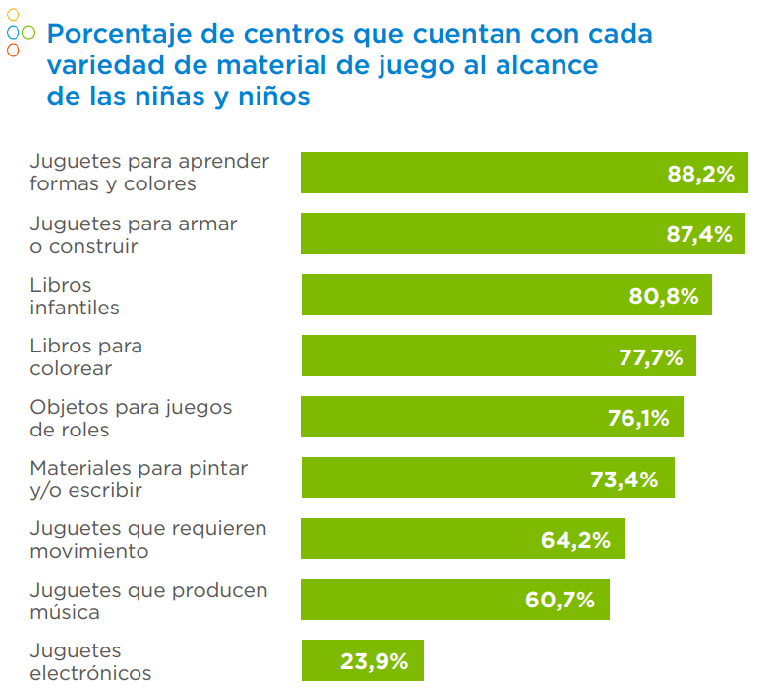 Porcentaje de centros que cuentan con cada
variedad de material de juego al alcance
de las niñas y niños
Juguetes para aprender
formas y colores
88,2%
Juguetes para armar
o construir
87,4%
Libros
infantiles
80,8%
Libros para
colorear
77,7%
Objetos para juegos
de roles
76,1%
Materiales para pintar
y/o escribir
73,4%
Juguetes que requieren
movimiento
64,2%
Juguetes que producen
música
60,7%
Juguetes
electrónicos
23,9%